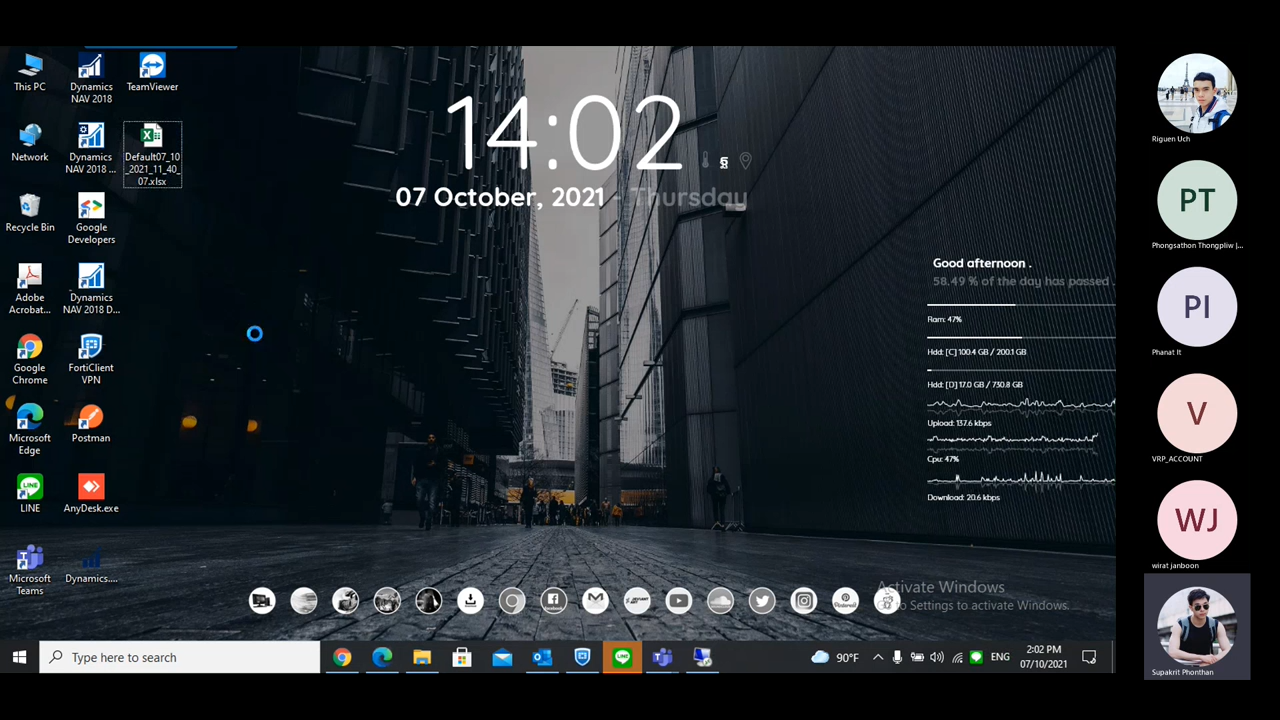 This PC
Dynamics
NAV 2018
TeamViewer
Network
Dynamics
NAV 2018 ...
Default07_10
_2021_11_40_
07.xlsx
Recycle Bin
Google
Developers
Adobe
Acrobat...
Dynamics
NAV 2018 D...
Google
Chrome
FortiClient
VPN
Microsoft
Edge
Postman
LINE
AnyDesk.exe
Microsoft
Teams
Dynamics....
14:02
07 October, 2021 - Thursday
Good afternoon .
58.49 % of the day has passed .
Ram: 47%
Hdd: [C] 100.4 GB / 200.1 GB
Hdd: [D] 17.0 GB / 730.8 GB
Upload: 137.6 kbps
Cpu: 47%
Download: 20.6 kbps
facebook
Pinterest
Activate Windows
Go to Settings to activate Windows.
Type here to search
LINE
90°F
ENG
2:02 PM
07/10/2021
Riguen Uch
PT
Phongsathon Thongpliw |...
PI
Phanat It
V
VRP_ACCOUNT
WJ
wirat janboon
Supakrit Phonthan